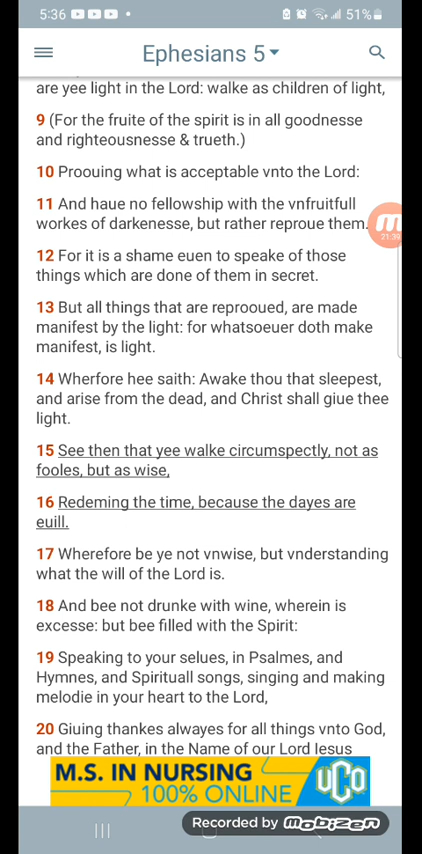 5:36 51%
Ephesians 5
are yee light in the Lord: walke as children of light,
9 (For the fruite of the spirit is in all goodnesse
and righteousnesse & trueth.)
10 Proouing what is acceptable vnto the Lord:
11 And haue no fellowship with the vnfruitfull
workes of darkenesse, but rather reproue them.
21:39
12 For it is a shame euen to speake of those
things which are done of them in secret.
13 But all things that are reprooued, are made
manifest by the light: for whatsoeuer doth make
manifest, is light.
14 Wherfore hee saith: Awake thou that sleepest,
and arise from the dead, and Christ shall giue thee
light.
15 See then that yee walke circumspectly, not as
fooles, but as wise,
16 Redeming the time, because the dayes are
euill.
17 Wherefore be ye not vnwise, but vnderstanding
what the will of the Lord is.
18 And bee not drunke with wine, wherein is
excesse: but bee filled with the Spirit:
19 Speaking to your selues, in Psalmes, and
Hymnes, and Spirituall songs, singing and making
melodie in your heart to the Lord,
20 Giuing thankes alwayes for all things vnto God,
and the Father, in the Name of our Lord Iesus
M.S. IN NURSING
100% ONLINE
UCO
Recorded by mobizen